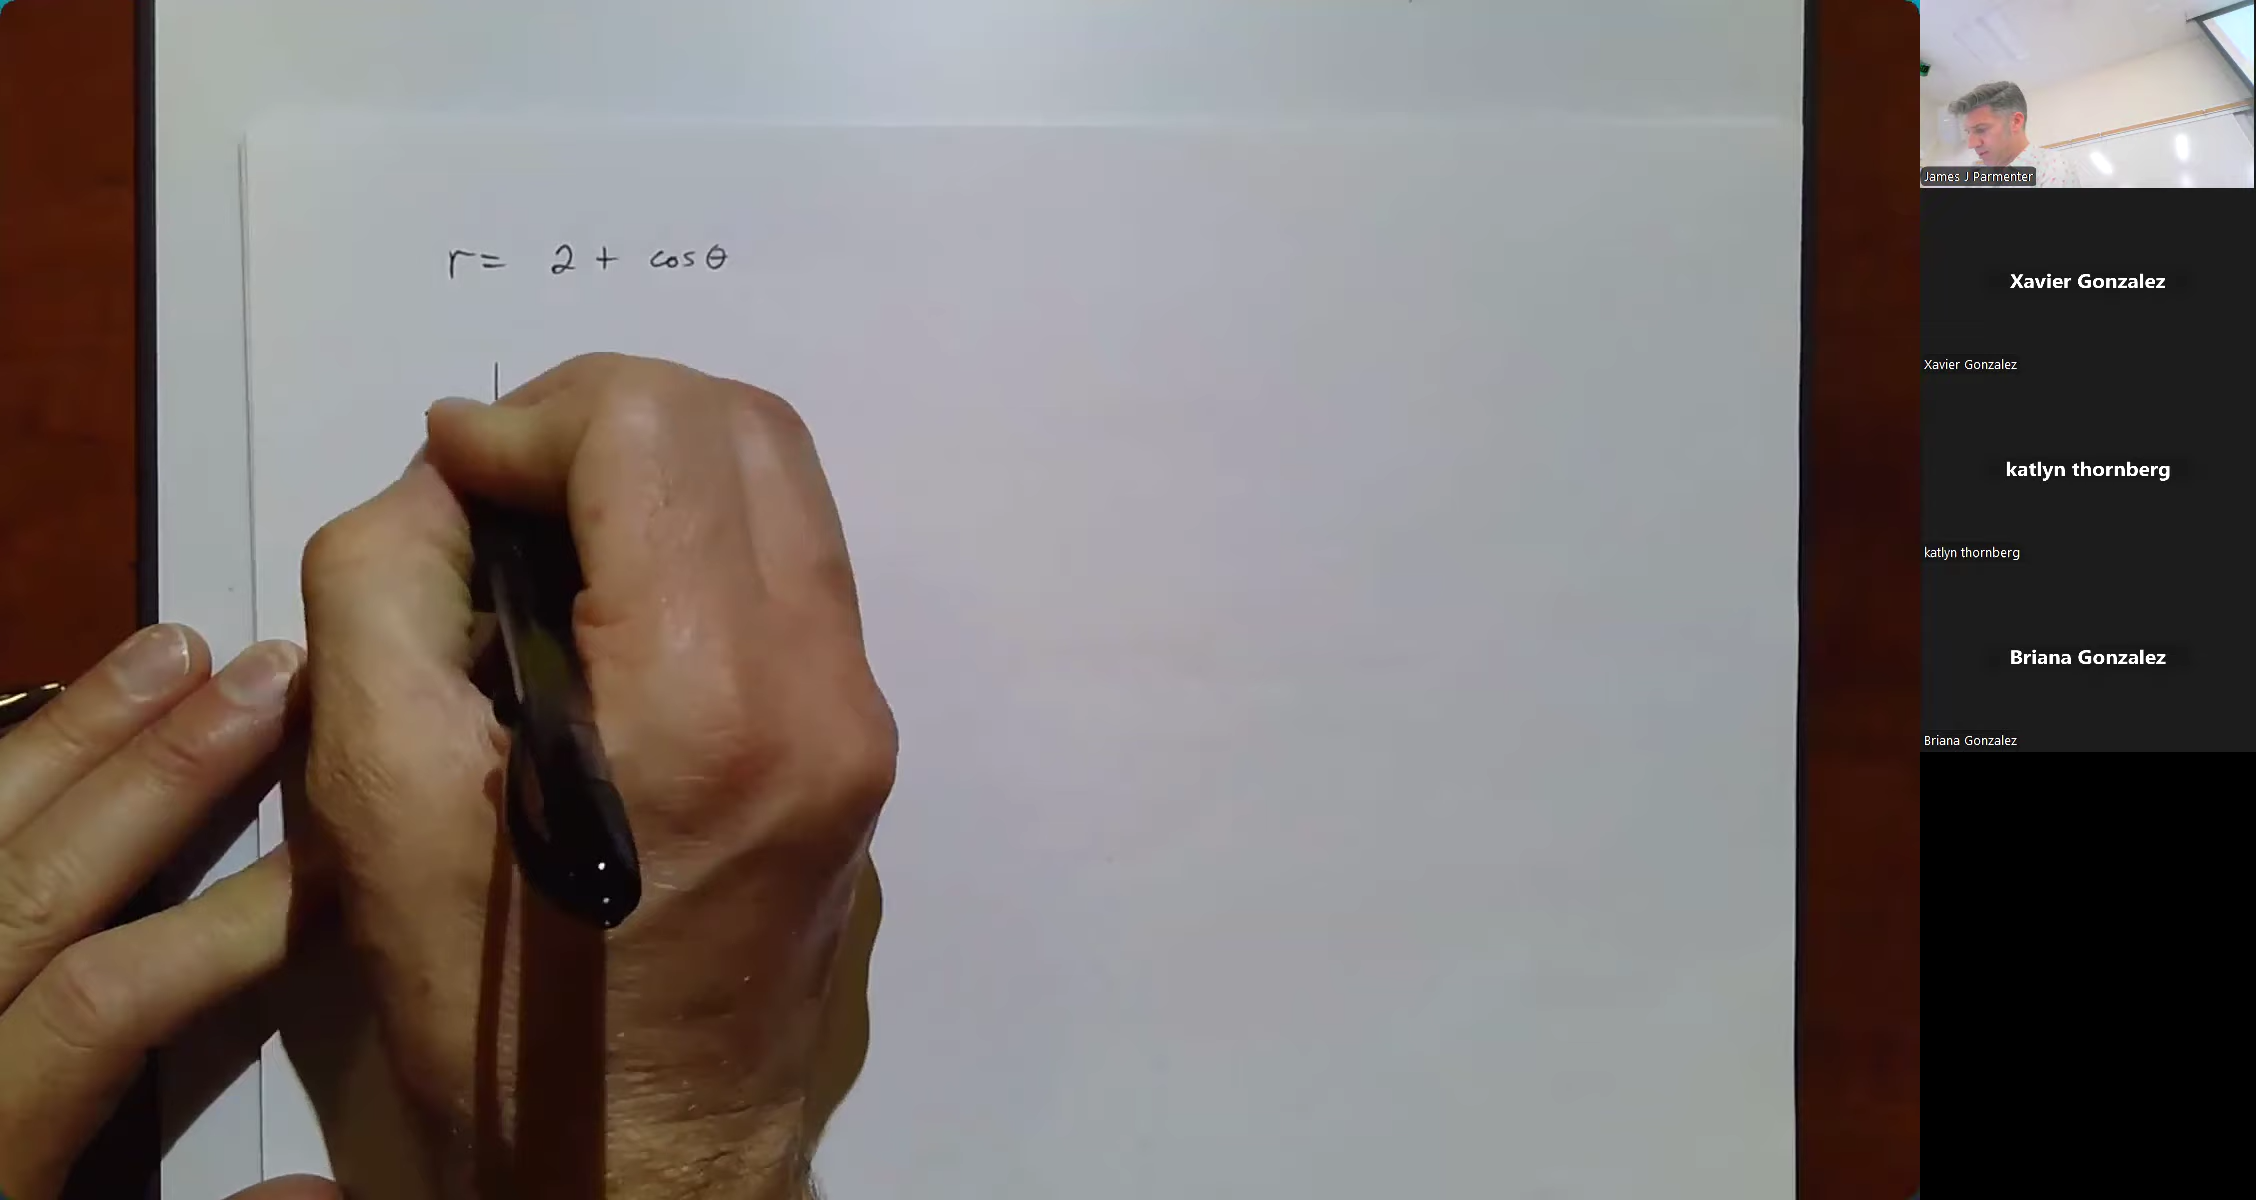 r = 2 + cos θ
James J Parmenter
Xavier Gonzalez
Xavier Gonzalez
katlyn thornberg
katlyn thornberg
Briana Gonzalez
Briana Gonzalez